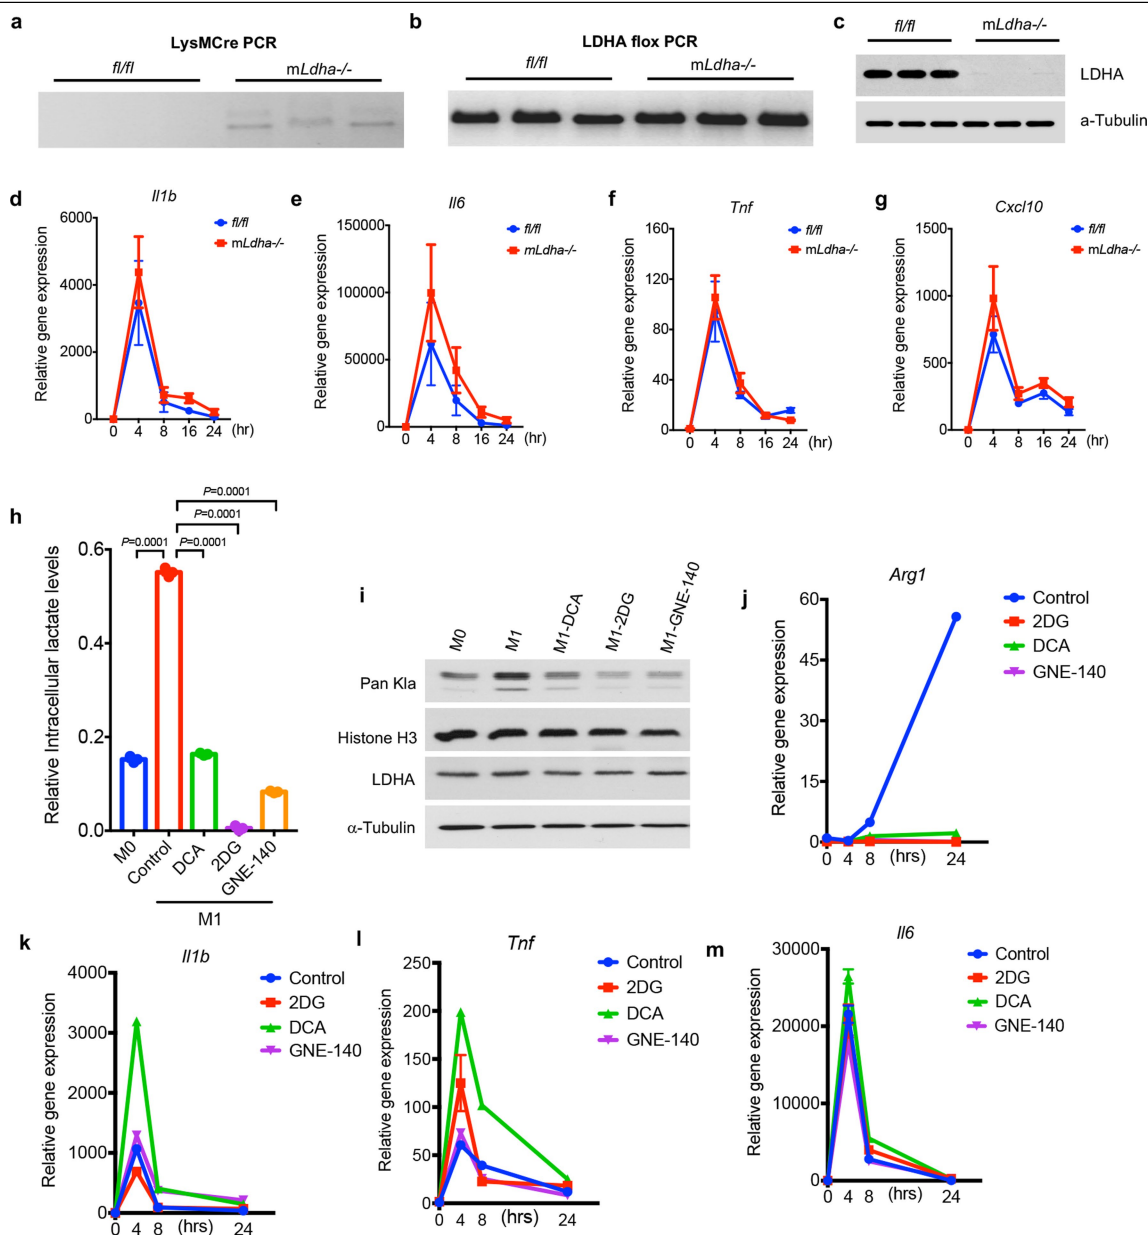 a
LysMCre PCR
fl/fl
mLdha-/-
b
LDHA flox PCR
fl/fl
mLdha-/-
c
fl/fl
mLdha-/-
LDHA
a-Tubulin
d
Il1b
Relative gene expression
6000
4000
2000
0
0 4 8 16 24 (hr)
fl/fl
mLdha-/-
e
Il6
Relative gene expression
150000
100000
50000
0
0 4 8 16 24 (hr)
fl/fl
mLdha-/-
f
Tnf
Relative gene expression
160
120
80
40
0
0 4 8 16 24 (hr)
fl/fl
mLdha-/-
g
Cxcl10
Relative gene expression
1500
1000
500
0
0 4 8 16 24 (hr)
fl/fl
mLdha-/-
h
Relative Intracellular lactate levels
P=0.0001
P=0.0001
P=0.0001 P=0.0001
0.6
0.4
0.2
0.0
M0 Control DCA 2DG GNE-140
M1
i
M0 M1 M1-DCA M1-2DG M1-GNE-140
Pan Kla
Histone H3
LDHA
α-Tubulin
j
Arg1
Relative gene expression
60
45
30
15
0
0 4 8 (hrs) 24
Control
2DG
DCA
GNE-140
k
Il1b
Relative gene expression
4000
3000
2000
1000
0
0 4 8 (hrs) 24
Control
2DG
DCA
GNE-140
l
Tnf
Relative gene expression
250
200
150
100
50
0
0 4 8 (hrs) 24
Control
2DG
DCA
GNE-140
m
Il6
Relative gene expression
30000
20000
10000
0
0 4 8 (hrs) 24
Control
2DG
DCA
GNE-140